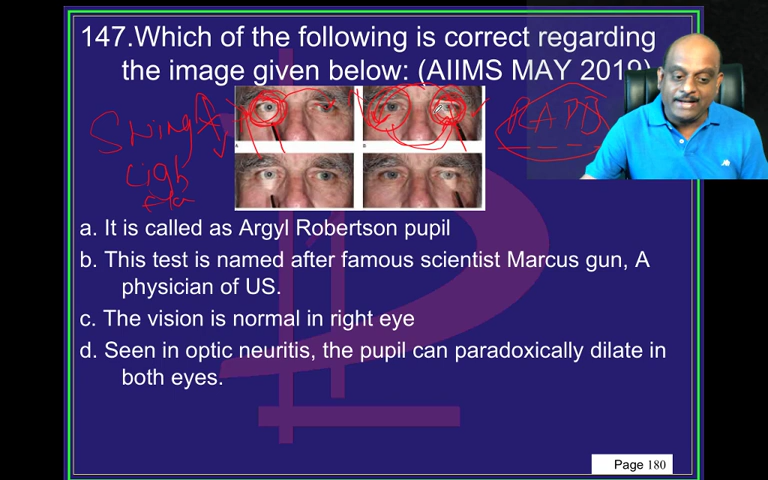 147.Which of the following is correct regarding
the image given below: (AIIMS MAY 2019)
RAPD
Swing
a. It is called as Argyl Robertson pupil
b. This test is named after famous scientist Marcus gun, A
physician of US.
c. The vision is normal in right eye
d. Seen in optic neuritis, the pupil can paradoxically dilate in
both eyes.
Page 180